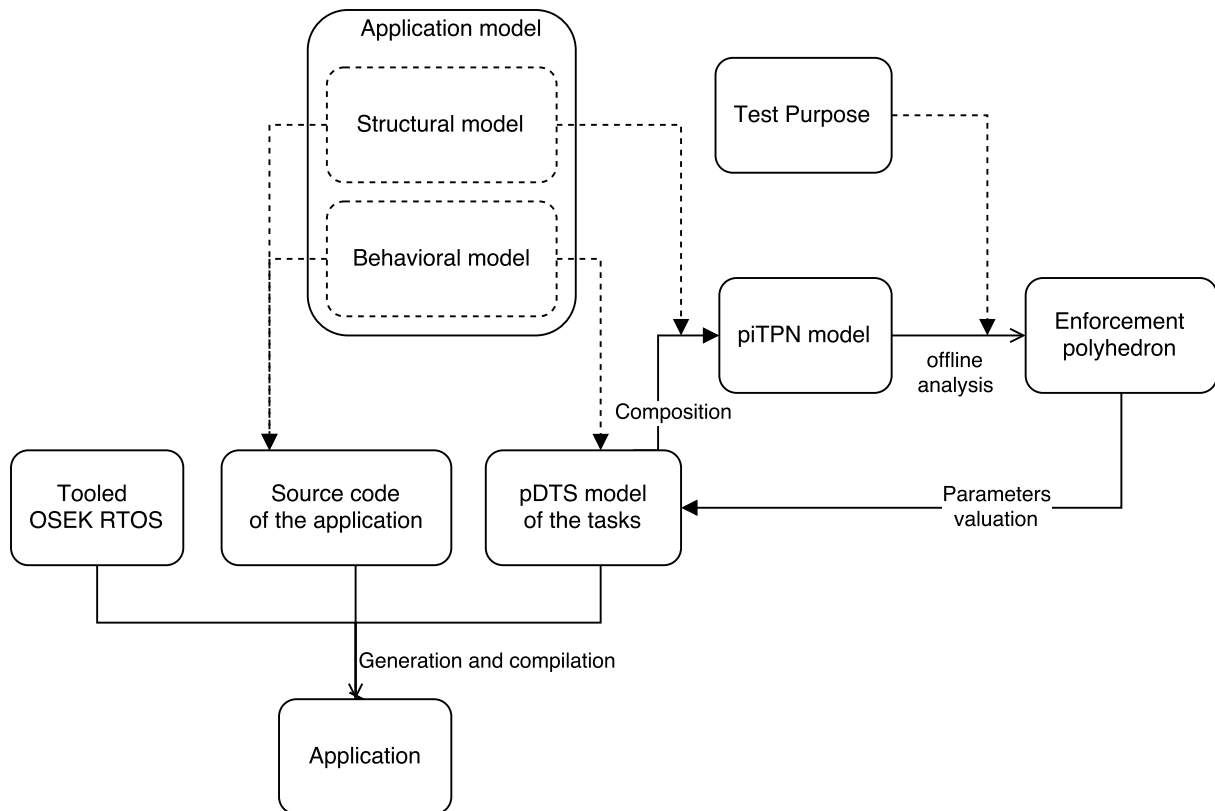 Application model
Structural model
Test Purpose
Behavioral model
piTPN model
offline
analysis
Enforcement
polyhedron
Composition
Tooled
OSEK RTOS
Source code
of the application
pDTS model
of the tasks
Parameters
valuation
Generation and compilation
Application